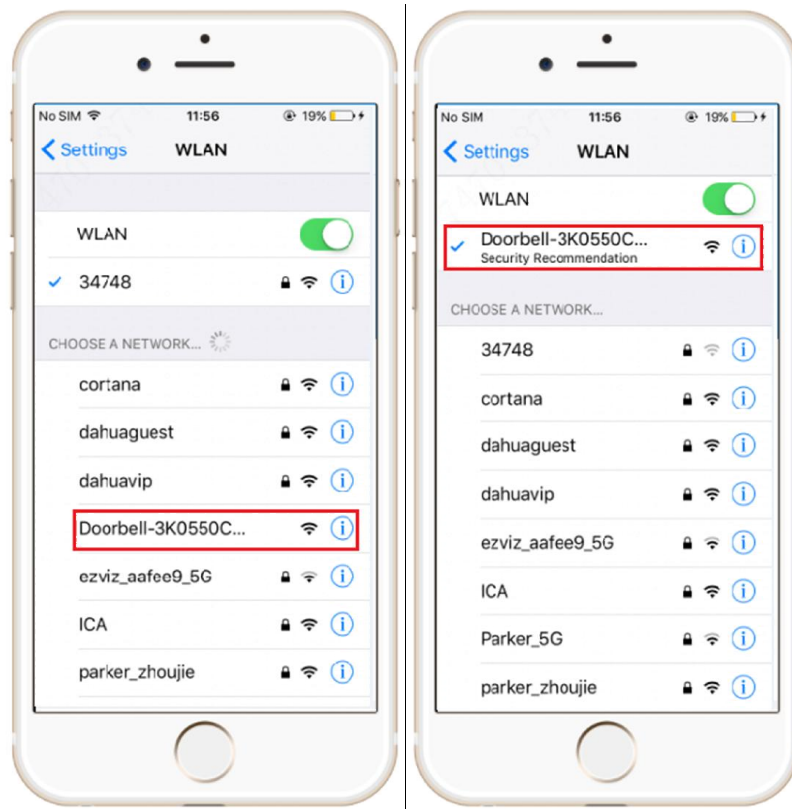 No SIM 11:56 19%
Settings WLAN
WLAN
34748
CHOOSE A NETWORK...
cortana
dahuaguest
dahuavip
Doorbell-3K0550C...
ezviz_aafee9_5G
ICA
parker_zhoujie
No SIM 11:56 19%
Settings WLAN
WLAN
Doorbell-3K0550C...
Security Recommendation
CHOOSE A NETWORK...
34748
cortana
dahuaguest
dahuavip
ezviz_aafee9_5G
ICA
Parker_5G
parker_zhoujie